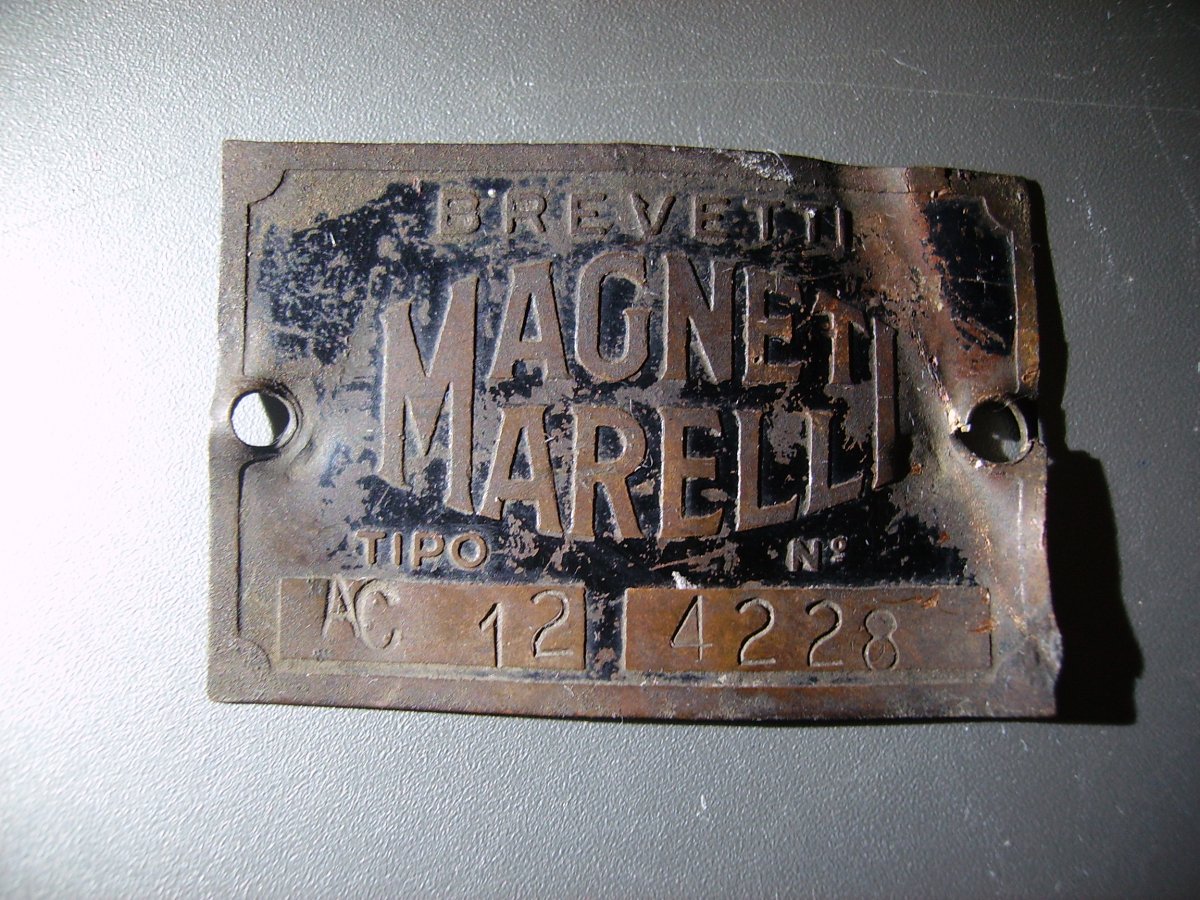 BREVETTI
MAGNETI
MARELLI
TIPO Nº
AC 12 4228